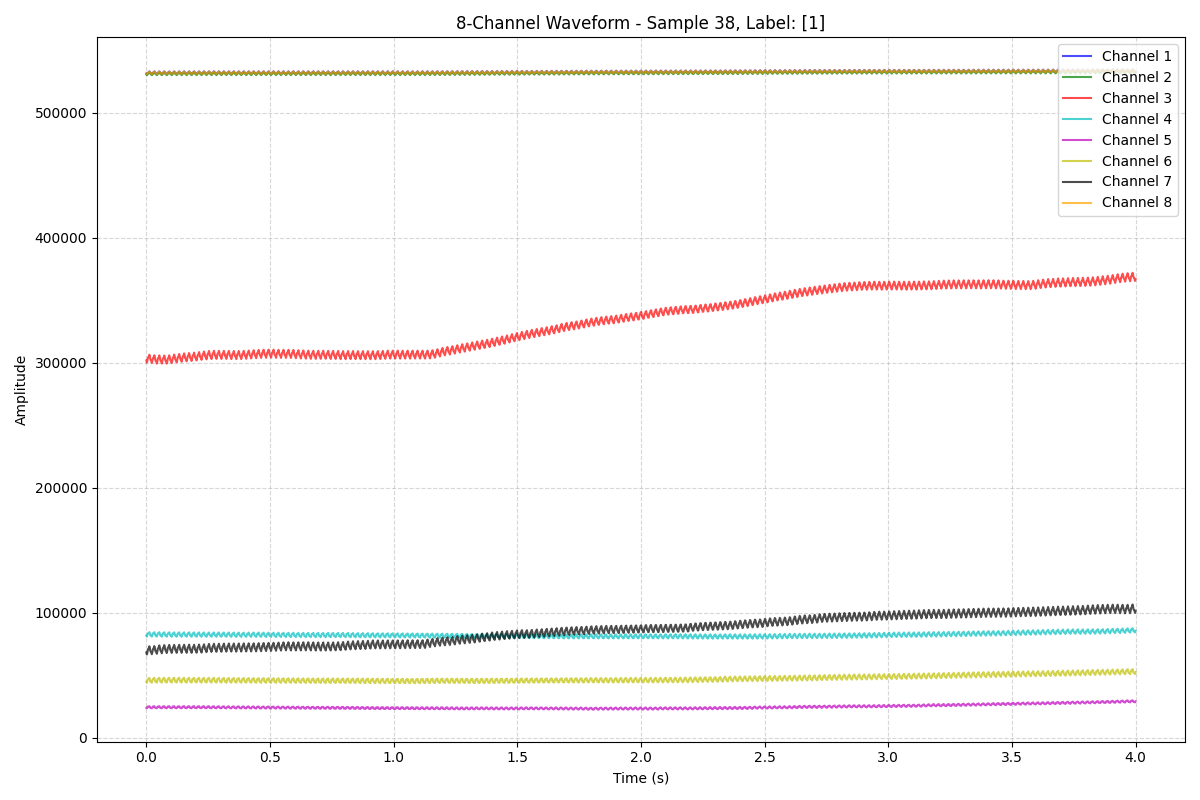 8-Channel Waveform - Sample 38, Label: [1]
Channel 1
Channel 2
Channel 3
Channel 4
Channel 5
Channel 6
Channel 7
Channel 8
500000
400000
300000
200000
100000
0
Amplitude
0.0 0.5 1.0 1.5 2.0 2.5 3.0 3.5 4.0
Time (s)